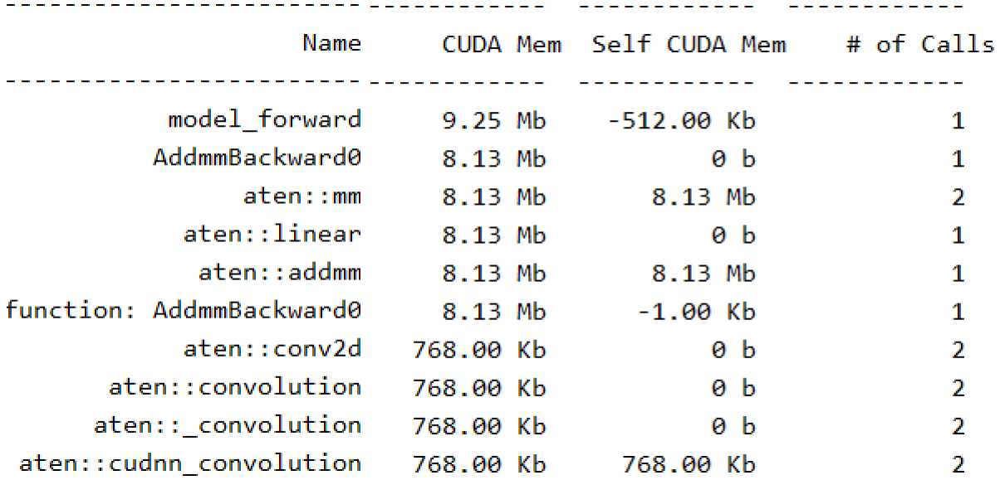 ------------------------ ------------ ------------ ------------
Name CUDA Mem Self CUDA Mem # of Calls
------------------------ ------------ ------------ ------------
model_forward 9.25 Mb -512.00 Kb 1
AddmmBackward0 8.13 Mb 0 b 1
aten::mm 8.13 Mb 8.13 Mb 2
aten::linear 8.13 Mb 0 b 1
aten::addmm 8.13 Mb 8.13 Mb 1
function: AddmmBackward0 8.13 Mb -1.00 Kb 1
aten::conv2d 768.00 Kb 0 b 2
aten::convolution 768.00 Kb 0 b 2
aten::_convolution 768.00 Kb 0 b 2
aten::cudnn_convolution 768.00 Kb 768.00 Kb 2